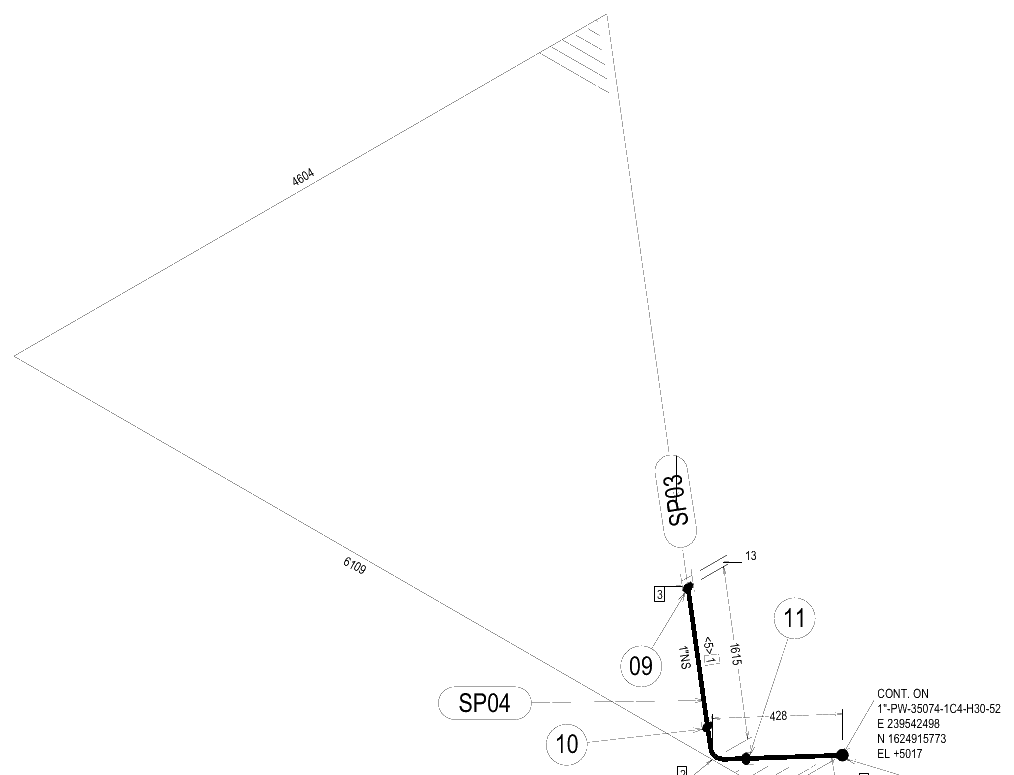 4604
SP03
6109
13
3
11
09
1"NS
<5>1
1615
SP04
10
428
CONT. ON
1"-PW-35074-1C4-H30-52
E 239542498
N 1624915773
EL +5017